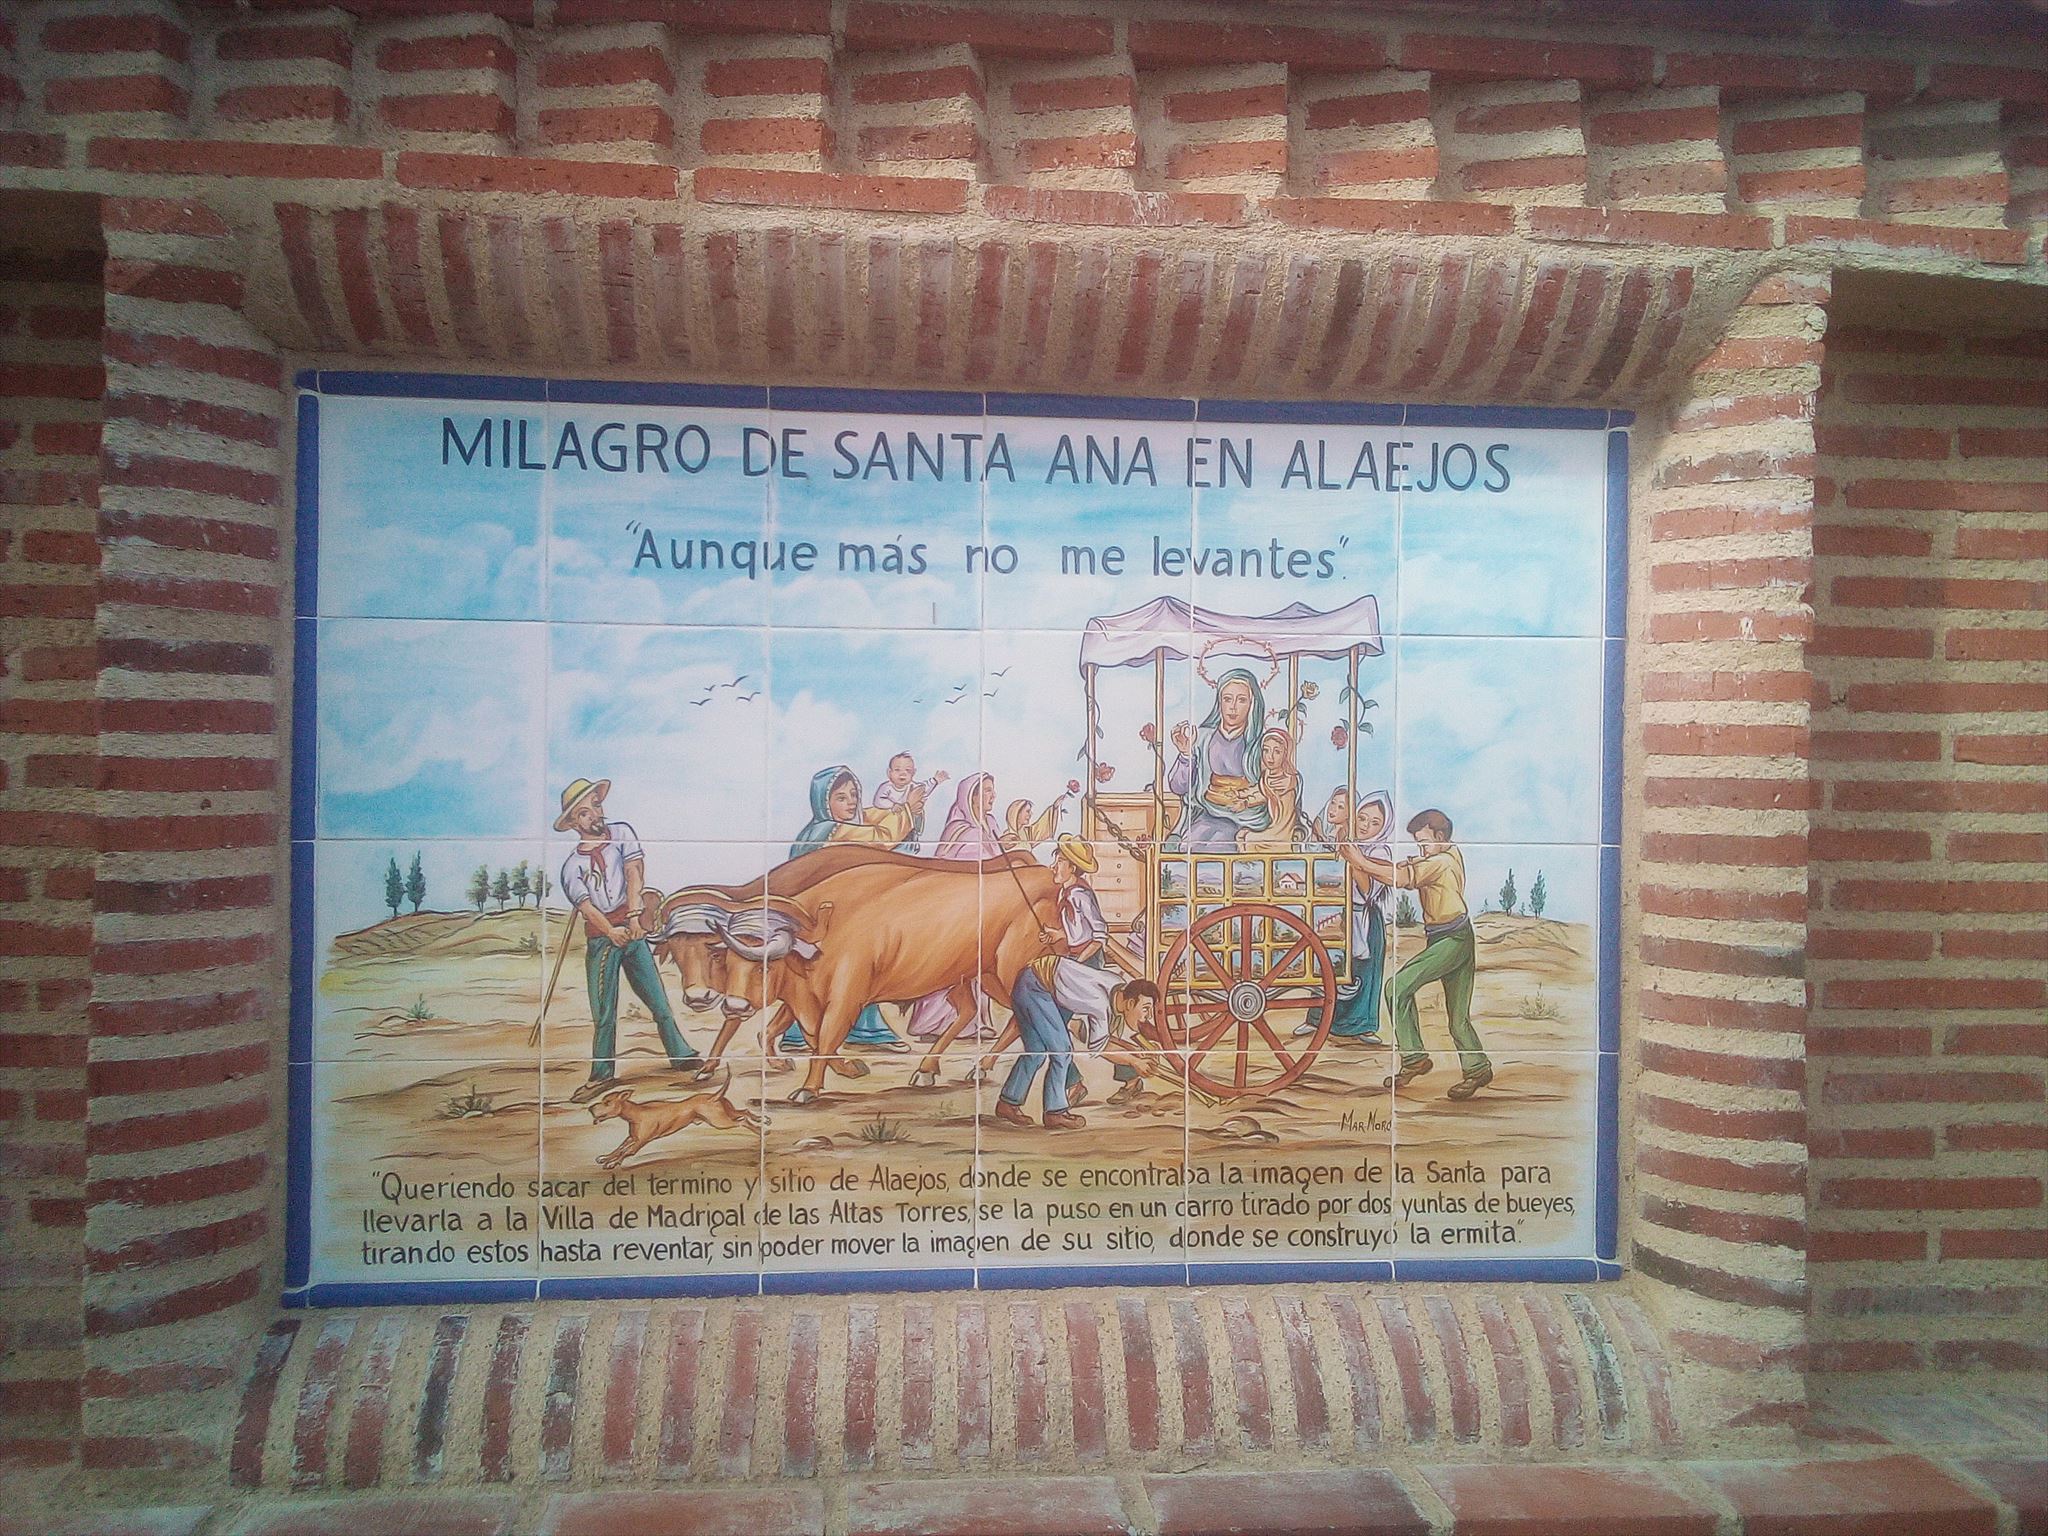 MILAGRO DE SANTA ANA EN ALAEJOS
"Aunque más no me levantes".
MAR-NORO
"Queriendo sacar del término y sitio de Alaejos, donde se encontraba la imagen de la Santa para
llevarla a la Villa de Madrigal de las Altas Torres, se la puso en un carro tirado por dos yuntas de bueyes,
tirando estos hasta reventar, sin poder mover la imagen de su sitio, donde se construyó la ermita."